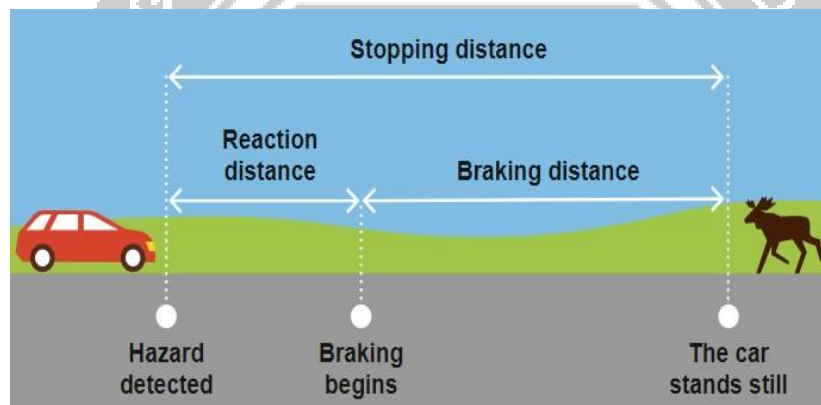 Stopping distance
Reaction
distance
Braking distance
Hazard
detected
Braking
begins
The car
stands still